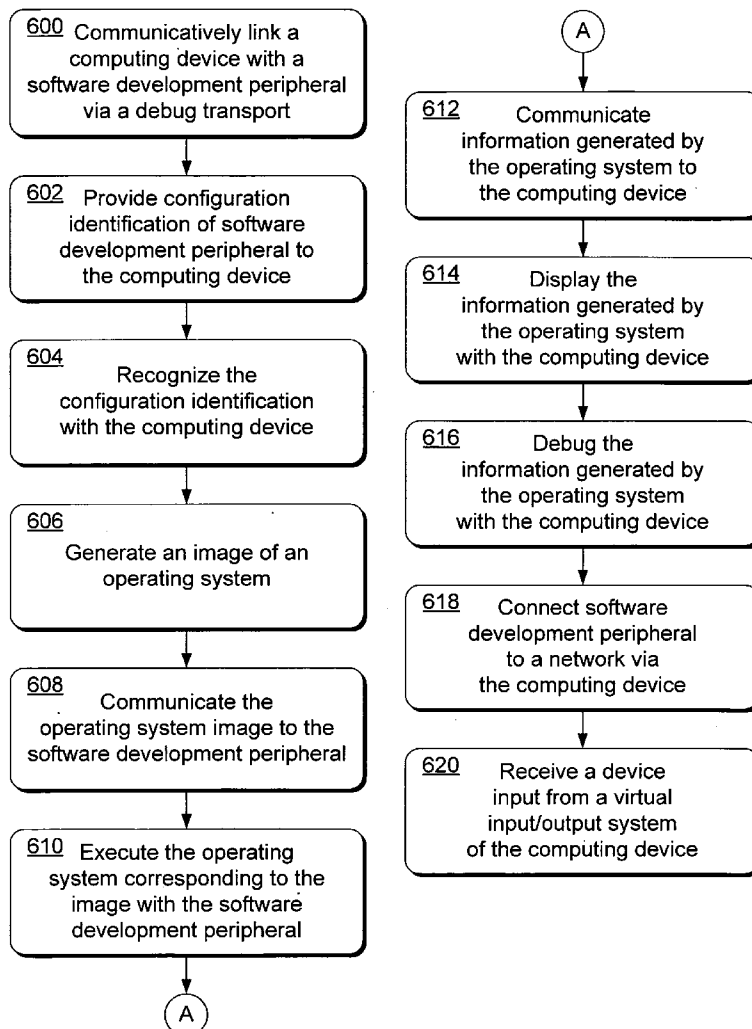 600 Communicatively link a
computing device with a
software development peripheral
via a debug transport
602 Provide configuration
identification of software
development peripheral to
the computing device
604
Recognize the
configuration identification
with the computing device
606
Generate an image of an
operating system
608
Communicate the
operating system image to the
software development peripheral
610 Execute the operating
system corresponding to the
image with the software
development peripheral
A
A
612
Communicate
information generated by
the operating system to
the computing device
614 Display the
information generated by
the operating system
with the computing device
616 Debug the
information generated by
the operating system
with the computing device
618 Connect software
development peripheral
to a network via
the computing device
620 Receive a device
input from a virtual
input/output system
of the computing device